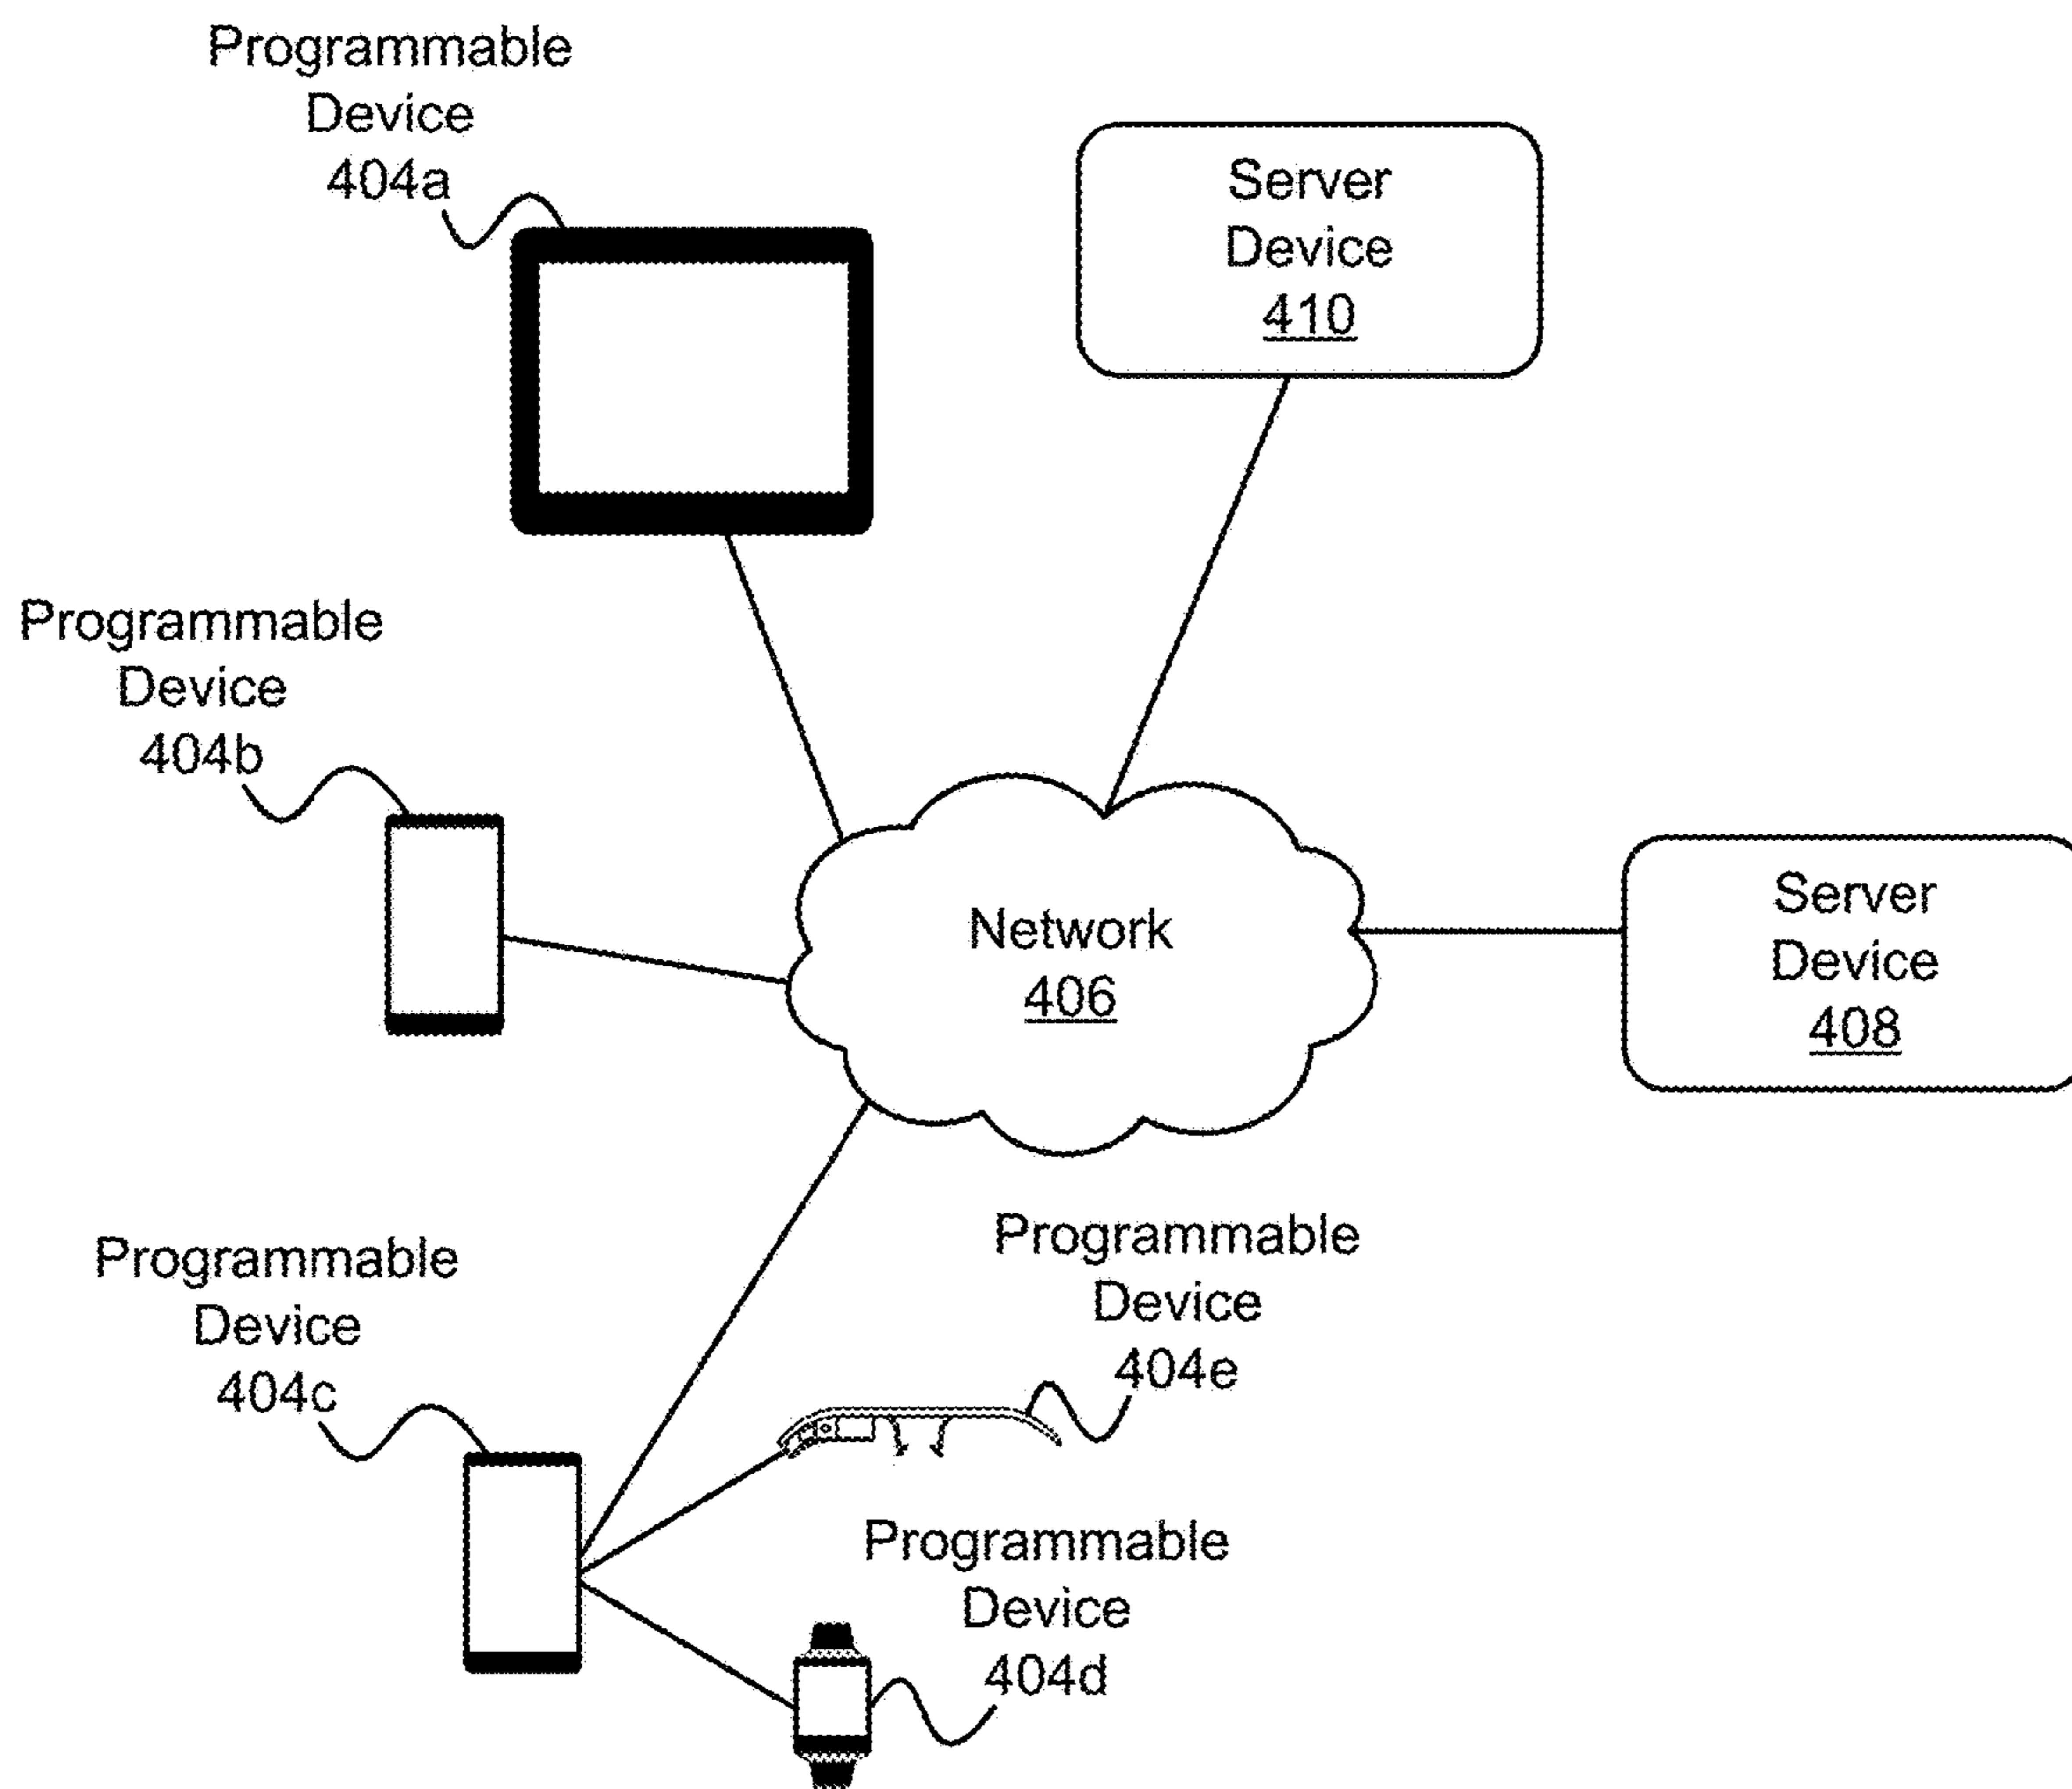 Programmable
Device
404a
Server
Device
410
Programmable
Device
404b
Network
406
Server
Device
408
Programmable
Device
404c
Programmable
Device
404e
Programmable
Device
404d